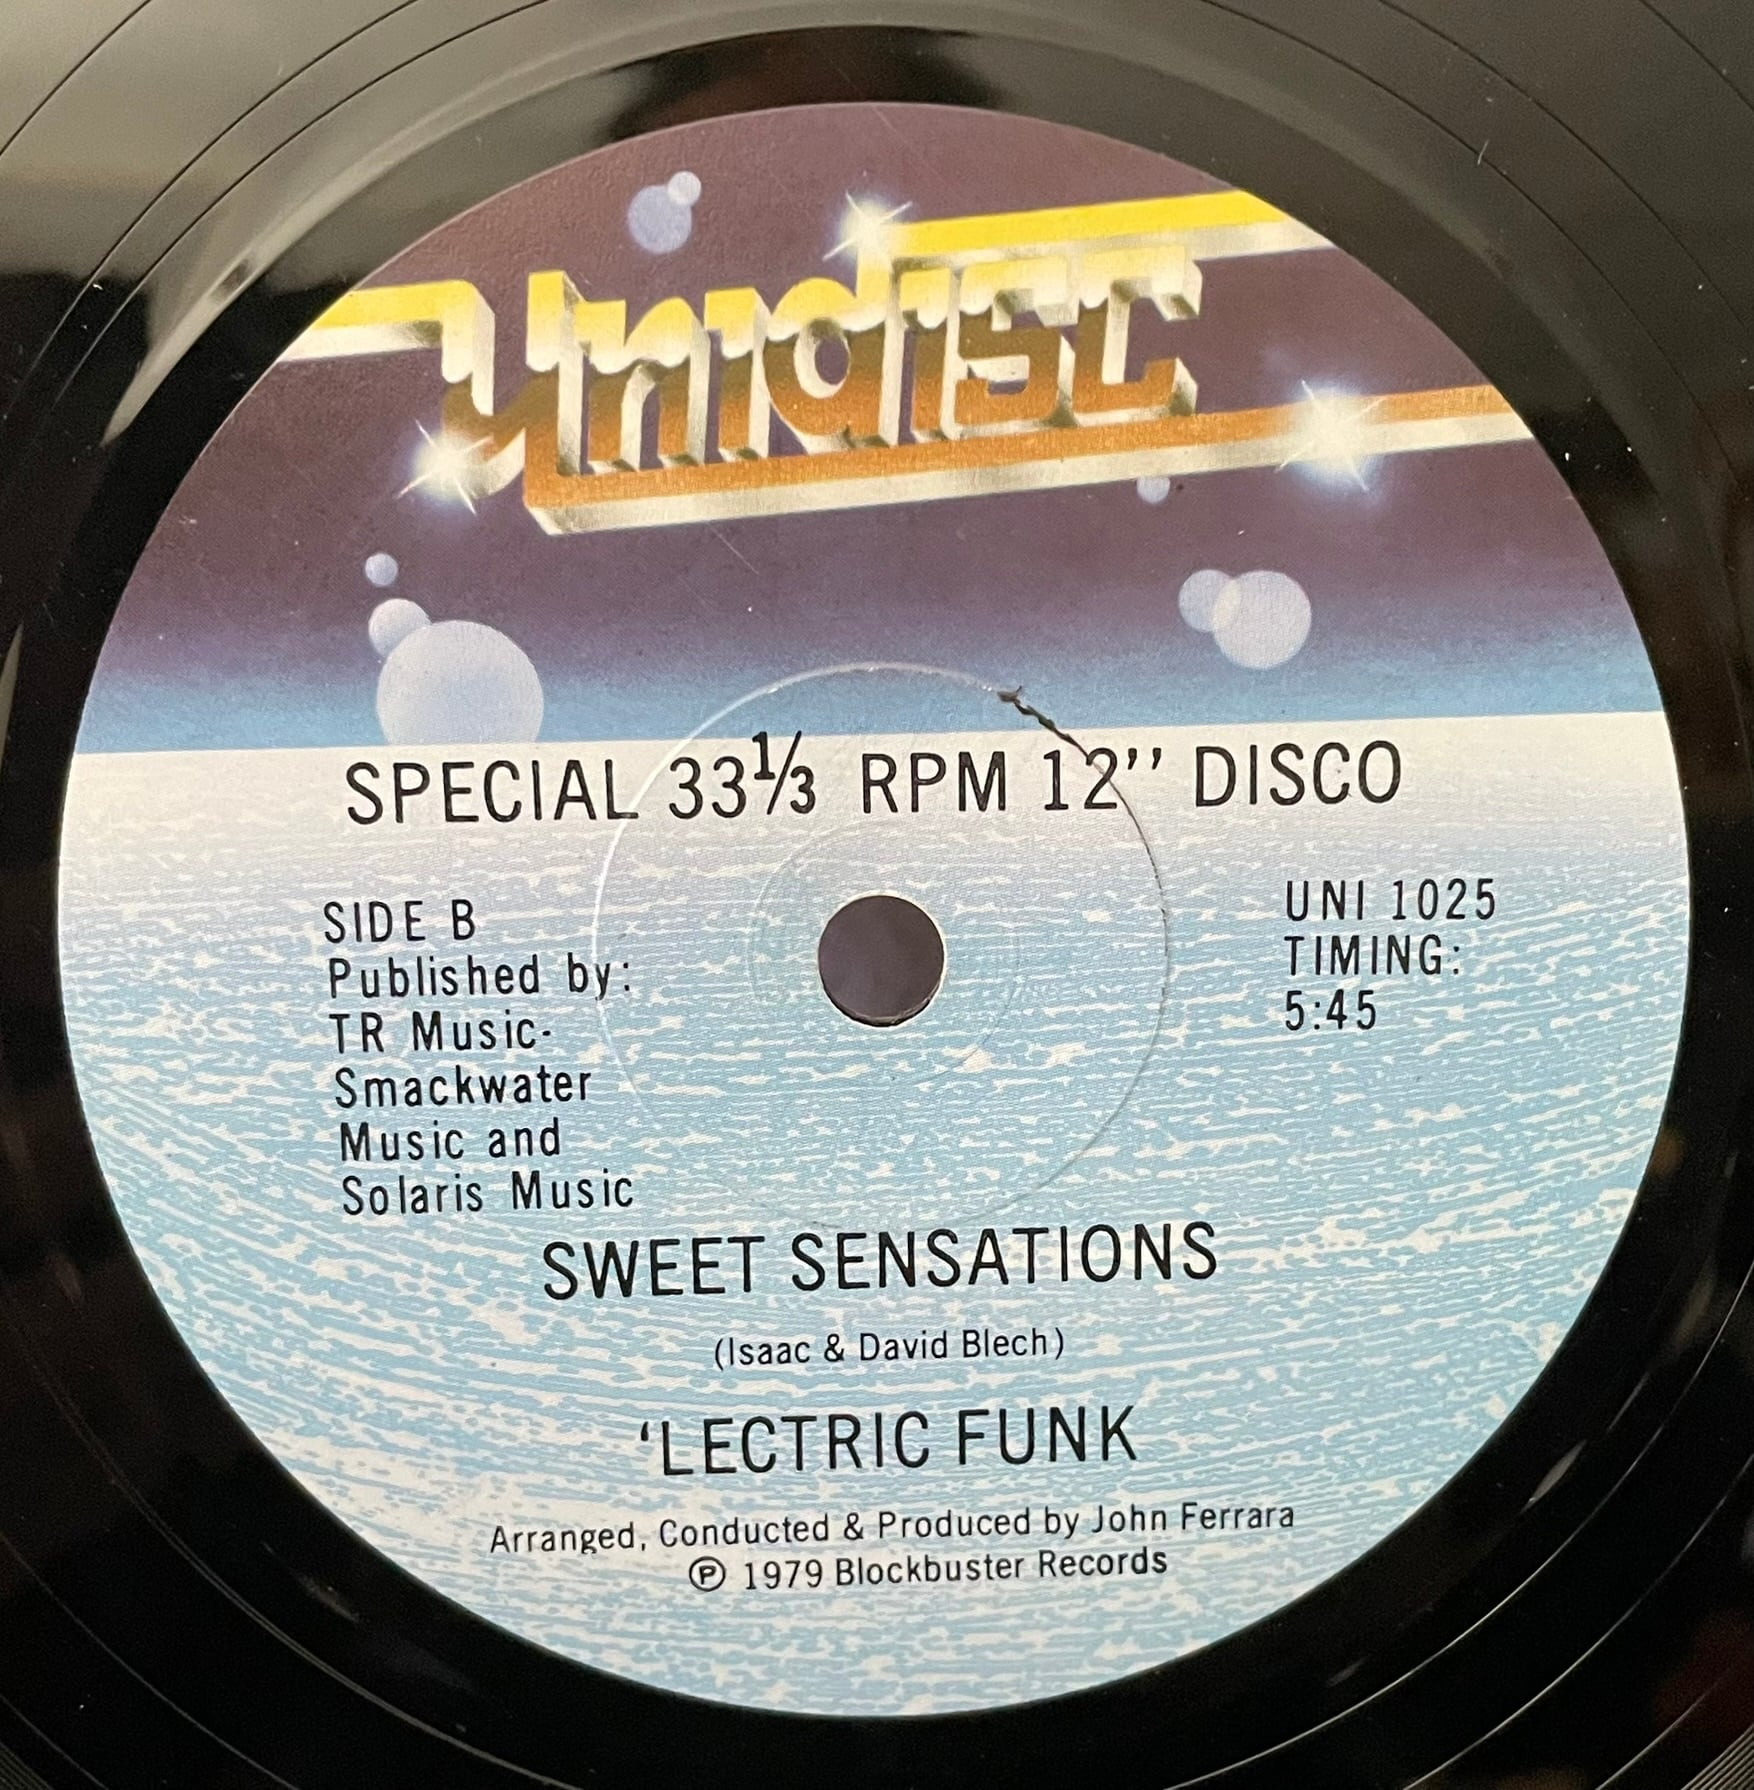 Unidisc
SPECIAL 33⅓ RPM 12’’ DISCO
SIDE B
Published by:
TR Music-
Smackwater
Music and
Solaris Music
UNI 1025
TIMING:
5:45
SWEET SENSATIONS
(Isaac & David Blech)
‘LECTRIC FUNK
Arranged, Conducted & Produced by John Ferrara
℗ 1979 Blockbuster Records